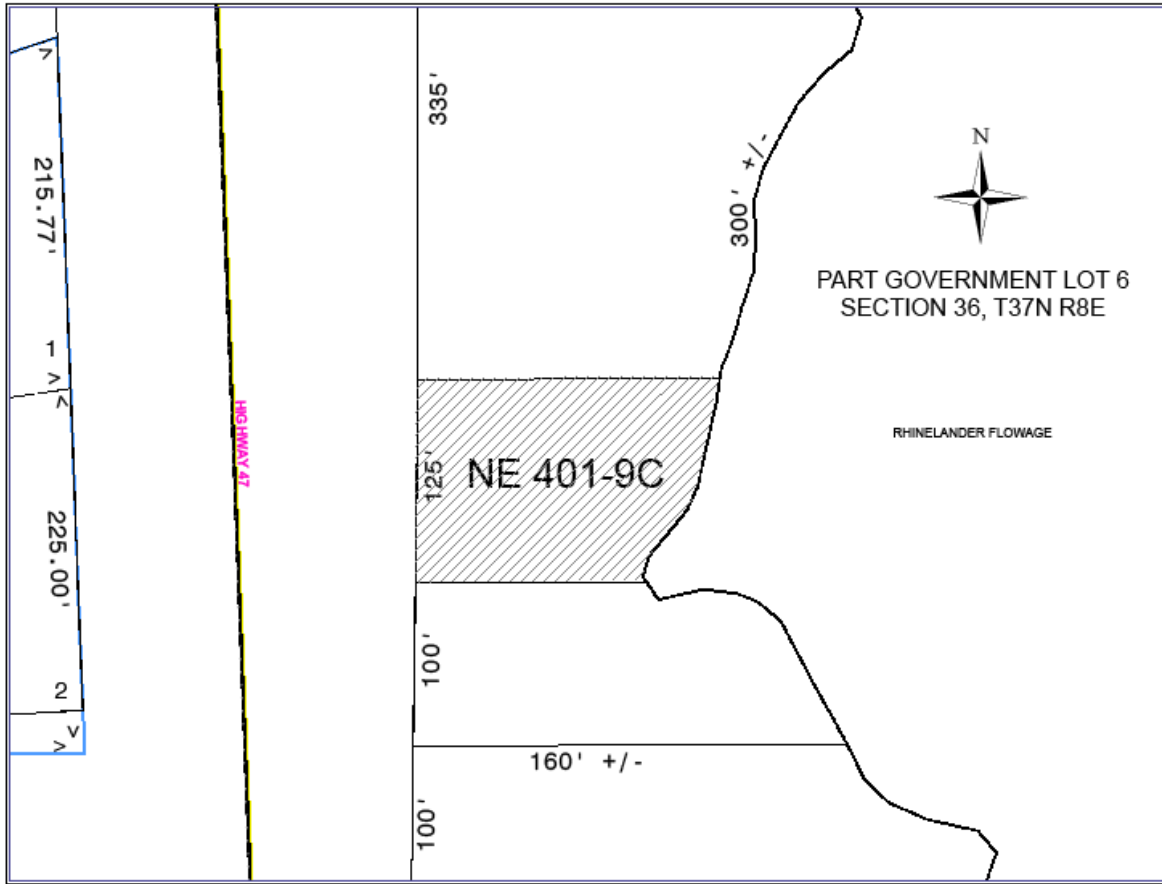 335'
N
300' +/-
215.77'
PART GOVERNMENT LOT 6
SECTION 36, T37N R8E
1
HIGHWAY 47
RHINELANDER FLOWAGE
125'
NE 401-9C
225.00'
100'
2
160' +/-
100'